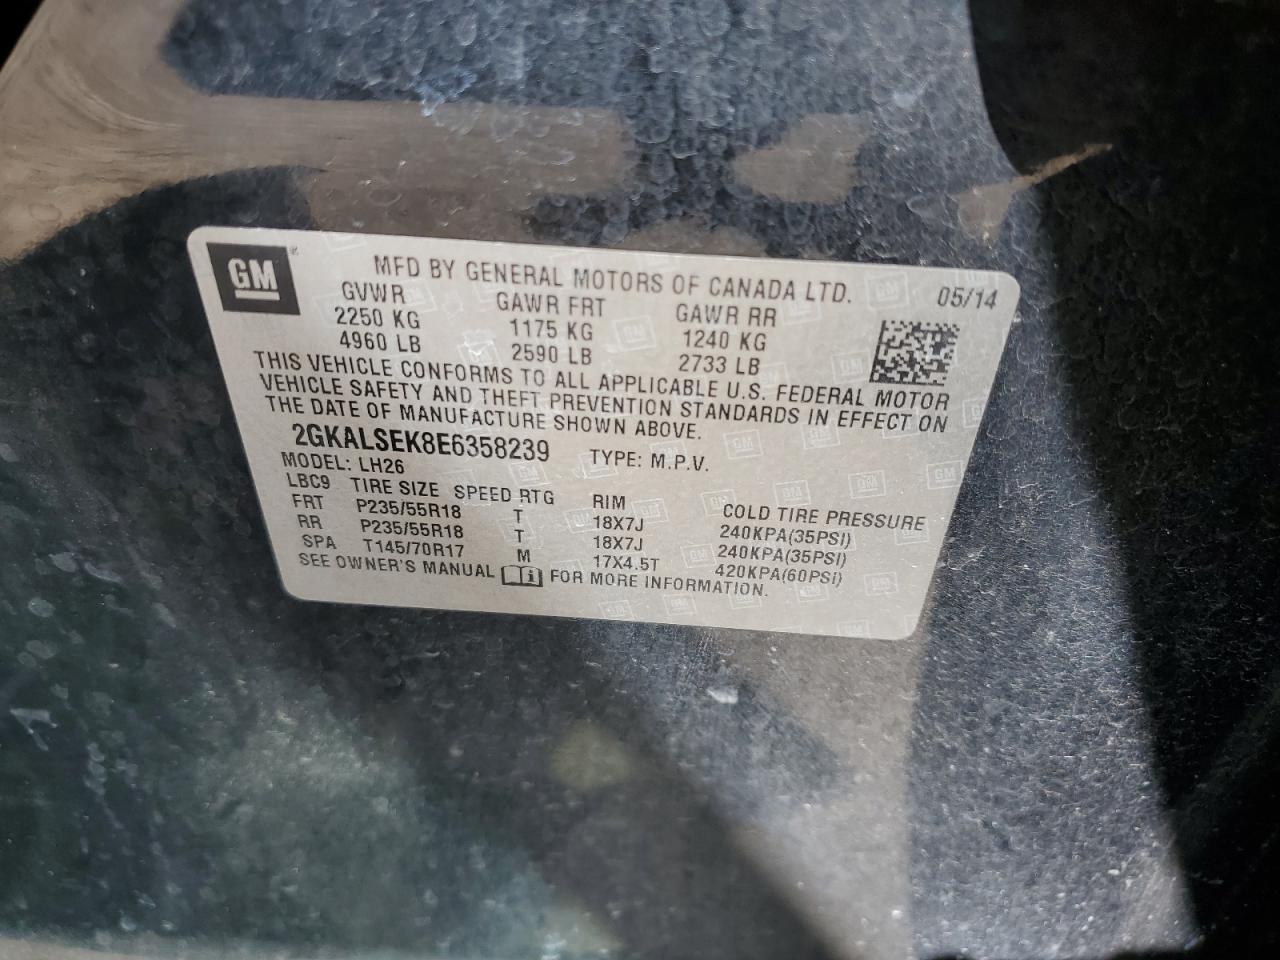 GM
MFD BY GENERAL MOTORS OF CANADA LTD. 05/14
GVWR GAWR FRT GAWR RR
2250 KG 1175 KG 1240 KG
4960 LB 2590 LB 2733 LB
THIS VEHICLE CONFORMS TO ALL APPLICABLE U.S. FEDERAL MOTOR
VEHICLE SAFETY AND THEFT PREVENTION STANDARDS IN EFFECT ON
THE DATE OF MANUFACTURE SHOWN ABOVE.
2GKALSEK8E6358239 TYPE: M.P.V.
MODEL: LH26
LBC9 TIRE SIZE SPEED RTG RIM COLD TIRE PRESSURE
FRT P235/55R18 T 18X7J 240KPA(35PSI)
RR P235/55R18 T 18X7J 240KPA(35PSI)
SPA T145/70R17 M 17X4.5T 420KPA(60PSI)
SEE OWNER'S MANUAL FOR MORE INFORMATION.